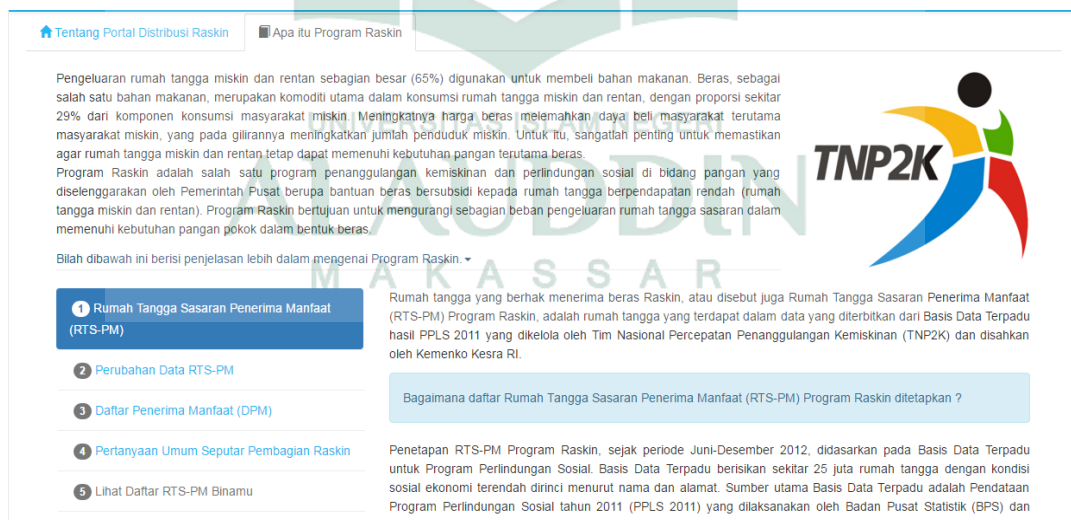 Tentang Portal Distribusi Raskin
Apa itu Program Raskin
Pengeluaran rumah tangga miskin dan rentan sebagian besar (65%) digunakan untuk membeli bahan makanan. Beras, sebagai
salah satu bahan makanan, merupakan komoditi utama dalam konsumsi rumah tangga miskin dan rentan, dengan proporsi sekitar
29% dari komponen konsumsi masyarakat miskin. Meningkatnya harga beras melemahkan daya beli masyarakat terutama
masyarakat miskin, yang pada gilirannya meningkatkan jumlah penduduk miskin. Untuk itu, sangatlah penting untuk memastikan
agar rumah tangga miskin dan rentan tetap dapat memenuhi kebutuhan pangan terutama beras.
Program Raskin adalah salah satu program penanggulangan kemiskinan dan perlindungan sosial di bidang pangan yang
diselenggarakan oleh Pemerintah Pusat berupa bantuan beras bersubsidi kepada rumah tangga berpendapatan rendah (rumah
tangga miskin dan rentan). Program Raskin bertujuan untuk mengurangi sebagian beban pengeluaran rumah tangga sasaran dalam
memenuhi kebutuhan pangan pokok dalam bentuk beras.
TNP2K
UNIVERSITAS ISLAM NEGERI
ALAUDDIN
MAKASSAR
Bilah dibawah ini berisi penjelasan lebih dalam mengenai Program Raskin.
1 Rumah Tangga Sasaran Penerima Manfaat
(RTS-PM)
2 Perubahan Data RTS-PM
3 Daftar Penerima Manfaat (DPM)
4 Pertanyaan Umum Seputar Pembagian Raskin
5 Lihat Daftar RTS-PM Binamu
Rumah tangga yang berhak menerima beras Raskin, atau disebut juga Rumah Tangga Sasaran Penerima Manfaat
(RTS-PM) Program Raskin, adalah rumah tangga yang terdapat dalam data yang diterbitkan dari Basis Data Terpadu
hasil PPLS 2011 yang dikelola oleh Tim Nasional Percepatan Penanggulangan Kemiskinan (TNP2K) dan disahkan
oleh Kemenko Kesra RI.
Bagaimana daftar Rumah Tangga Sasaran Penerima Manfaat (RTS-PM) Program Raskin ditetapkan ?
Penetapan RTS-PM Program Raskin, sejak periode Juni-Desember 2012, didasarkan pada Basis Data Terpadu
untuk Program Perlindungan Sosial. Basis Data Terpadu berisikan sekitar 25 juta rumah tangga dengan kondisi
sosial ekonomi terendah dirinci menurut nama dan alamat. Sumber utama Basis Data Terpadu adalah Pendataan
Program Perlindungan Sosial tahun 2011 (PPLS 2011) yang dilaksanakan oleh Badan Pusat Statistik (BPS) dan